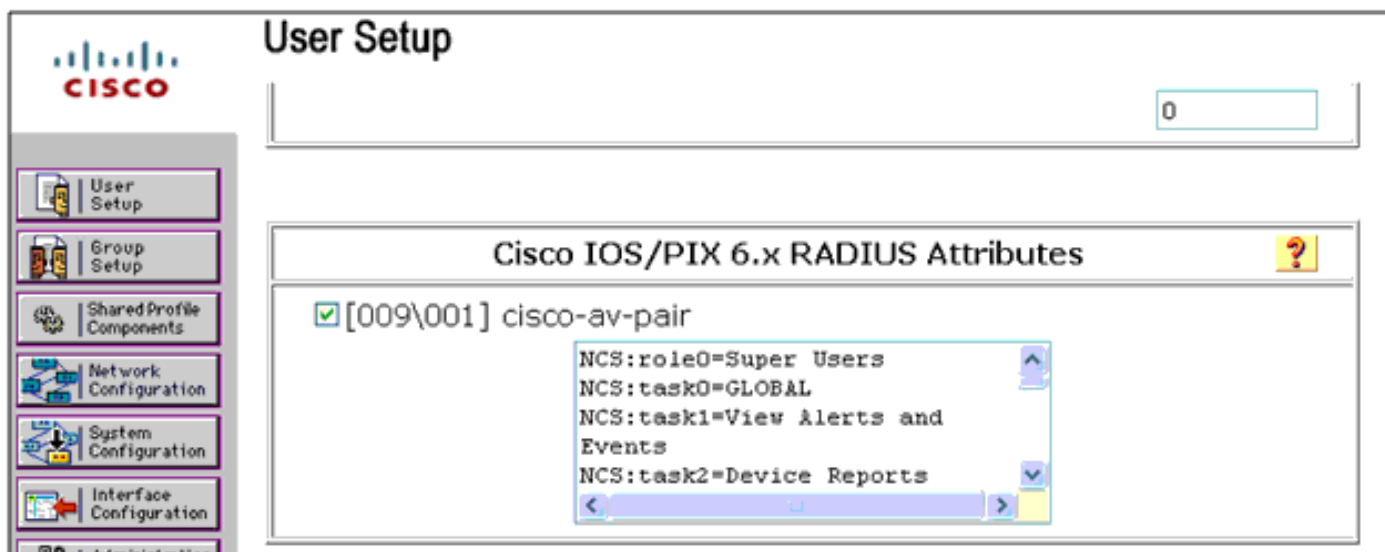 CISCO
User Setup
0
User
Setup
Group
Setup
Shared Profile
Components
Network
Configuration
System
Configuration
Interface
Configuration
Cisco IOS/PIX 6.x RADIUS Attributes
?
[009\001] cisco-av-pair
NCS:role0=Super Users
NCS:task0=GLOBAL
NCS:task1=View Alerts and
Events
NCS:task2=Device Reports